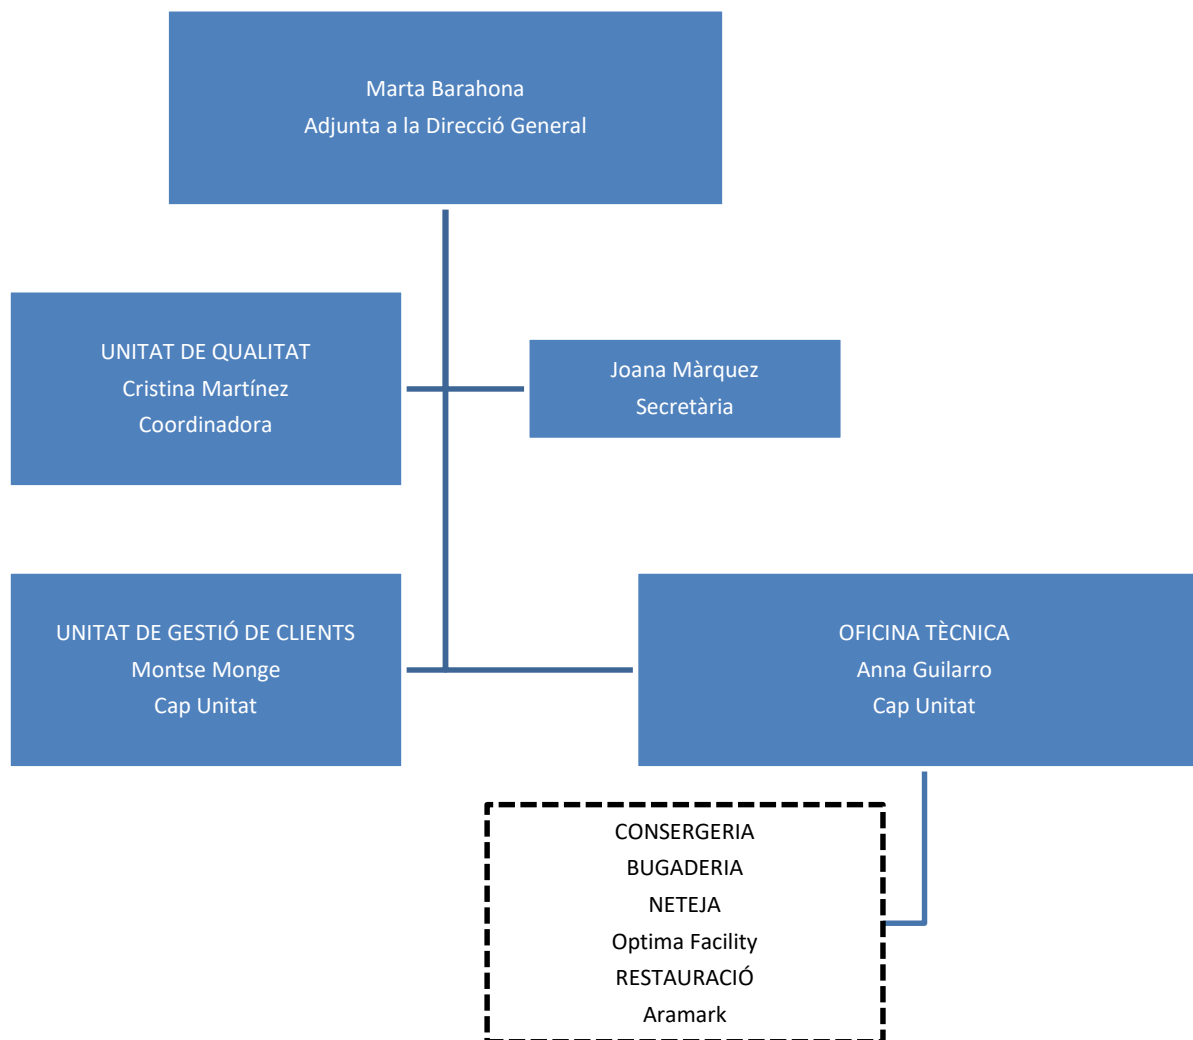 Marta Barahona
Adjunta a la Direcció General
UNITAT DE QUALITAT
Cristina Martínez
Coordinadora
Joana Màrquez
Secretària
UNITAT DE GESTIÓ DE CLIENTS
Montse Monge
Cap Unitat
OFICINA TÈCNICA
Anna Guilarro
Cap Unitat
CONSERGERIA
BUGADERIA
NETEJA
Optima Facility
RESTAURACIÓ
Aramark